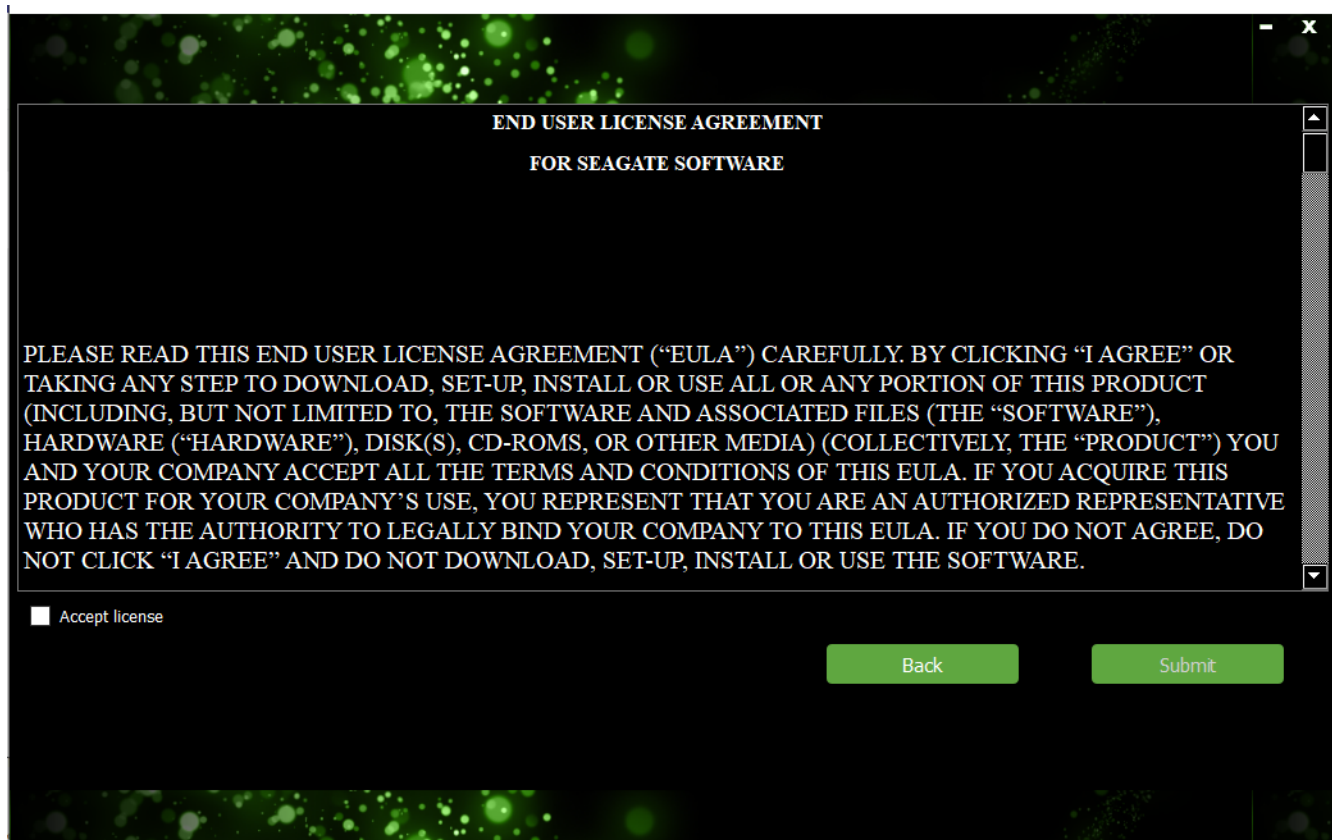 END USER LICENSE AGREEMENT
FOR SEAGATE SOFTWARE
PLEASE READ THIS END USER LICENSE AGREEMENT (“EULA”) CAREFULLY. BY CLICKING “I AGREE” OR
TAKING ANY STEP TO DOWNLOAD, SET-UP, INSTALL OR USE ALL OR ANY PORTION OF THIS PRODUCT
(INCLUDING, BUT NOT LIMITED TO, THE SOFTWARE AND ASSOCIATED FILES (THE “SOFTWARE”),
HARDWARE (“HARDWARE”), DISK(S), CD-ROMS, OR OTHER MEDIA) (COLLECTIVELY, THE “PRODUCT”) YOU
AND YOUR COMPANY ACCEPT ALL THE TERMS AND CONDITIONS OF THIS EULA. IF YOU ACQUIRE THIS
PRODUCT FOR YOUR COMPANY’S USE, YOU REPRESENT THAT YOU ARE AN AUTHORIZED REPRESENTATIVE
WHO HAS THE AUTHORITY TO LEGALLY BIND YOUR COMPANY TO THIS EULA. IF YOU DO NOT AGREE, DO
NOT CLICK “I AGREE” AND DO NOT DOWNLOAD, SET-UP, INSTALL OR USE THE SOFTWARE.
Accept license
Back
Submit